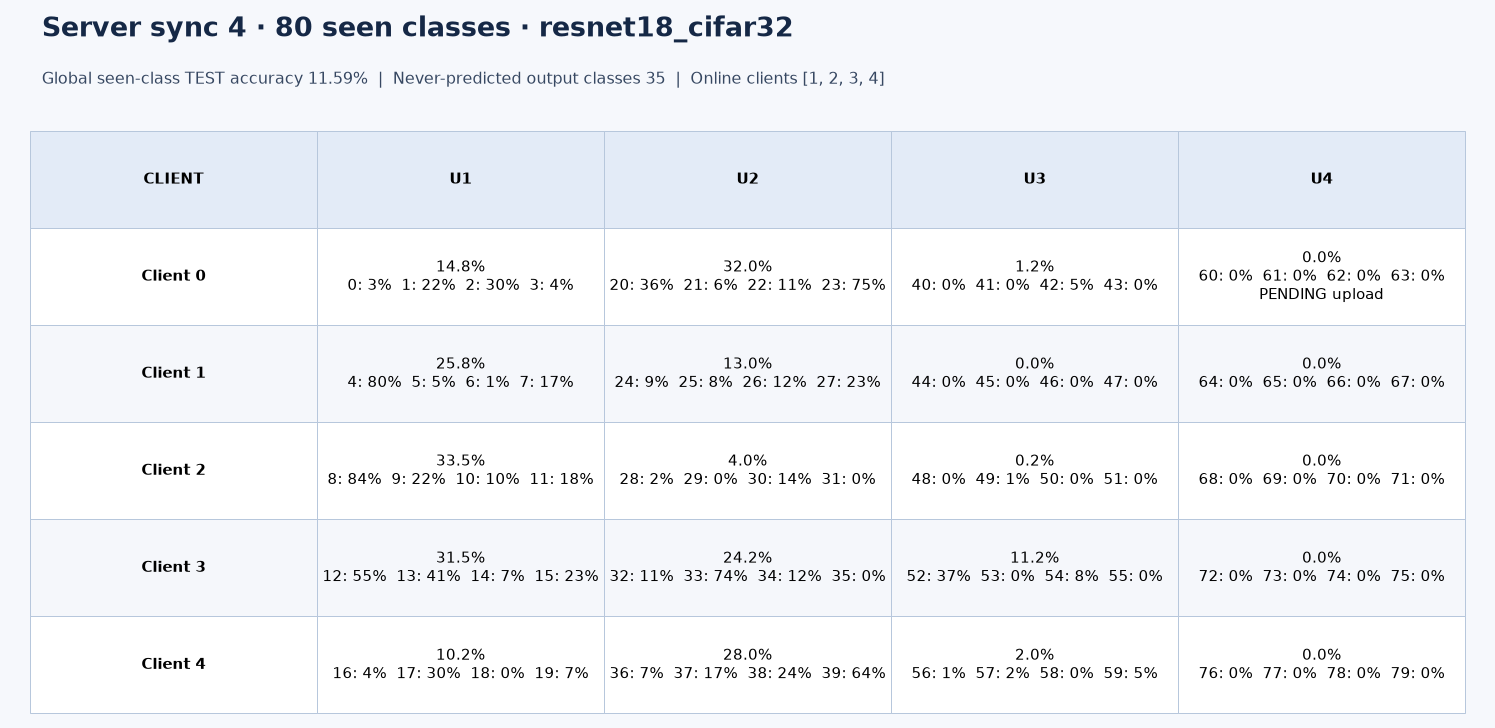 Server sync 4 · 80 seen classes · resnet18_cifar32
Global seen-class TEST accuracy 11.59% | Never-predicted output classes 35 | Online clients [1, 2, 3, 4]
CLIENT U1 U2 U3 U4
Client 0
14.8%
0: 3% 1: 22% 2: 30% 3: 4%
32.0%
20: 36% 21: 6% 22: 11% 23: 75%
1.2%
40: 0% 41: 0% 42: 5% 43: 0%
0.0%
60: 0% 61: 0% 62: 0% 63: 0%
PENDING upload
Client 1
25.8%
4: 80% 5: 5% 6: 1% 7: 17%
13.0%
24: 9% 25: 8% 26: 12% 27: 23%
0.0%
44: 0% 45: 0% 46: 0% 47: 0%
0.0%
64: 0% 65: 0% 66: 0% 67: 0%
Client 2
33.5%
8: 84% 9: 22% 10: 10% 11: 18%
4.0%
28: 2% 29: 0% 30: 14% 31: 0%
0.2%
48: 0% 49: 1% 50: 0% 51: 0%
0.0%
68: 0% 69: 0% 70: 0% 71: 0%
Client 3
31.5%
12: 55% 13: 41% 14: 7% 15: 23%
24.2%
32: 11% 33: 74% 34: 12% 35: 0%
11.2%
52: 37% 53: 0% 54: 8% 55: 0%
0.0%
72: 0% 73: 0% 74: 0% 75: 0%
Client 4
10.2%
16: 4% 17: 30% 18: 0% 19: 7%
28.0%
36: 7% 37: 17% 38: 24% 39: 64%
2.0%
56: 1% 57: 2% 58: 0% 59: 5%
0.0%
76: 0% 77: 0% 78: 0% 79: 0%